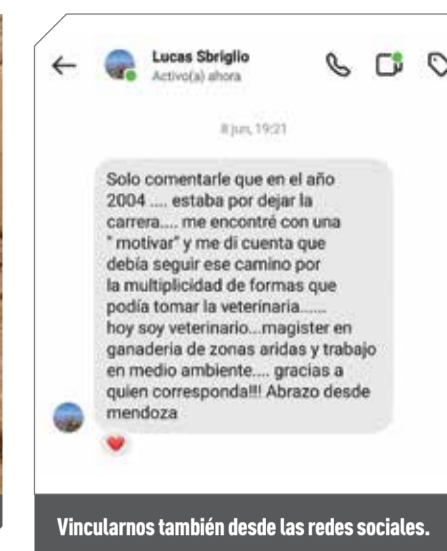 Lucas Sbriglio
Activo(a) ahora
8 jun, 19:21
Solo comentarle que en el año
2004 .... estaba por dejar la
carrera.... me encontré con una
" motivar" y me di cuenta que
debía seguir ese camino por
la multiplicidad de formas que
podía tomar la veterinaria......
hoy soy veterinario...magister en
ganaderia de zonas aridas y trabajo
en medio ambiente.... gracias a
quien corresponda!!! Abrazo desde
mendoza
Vincularnos también desde las redes sociales.